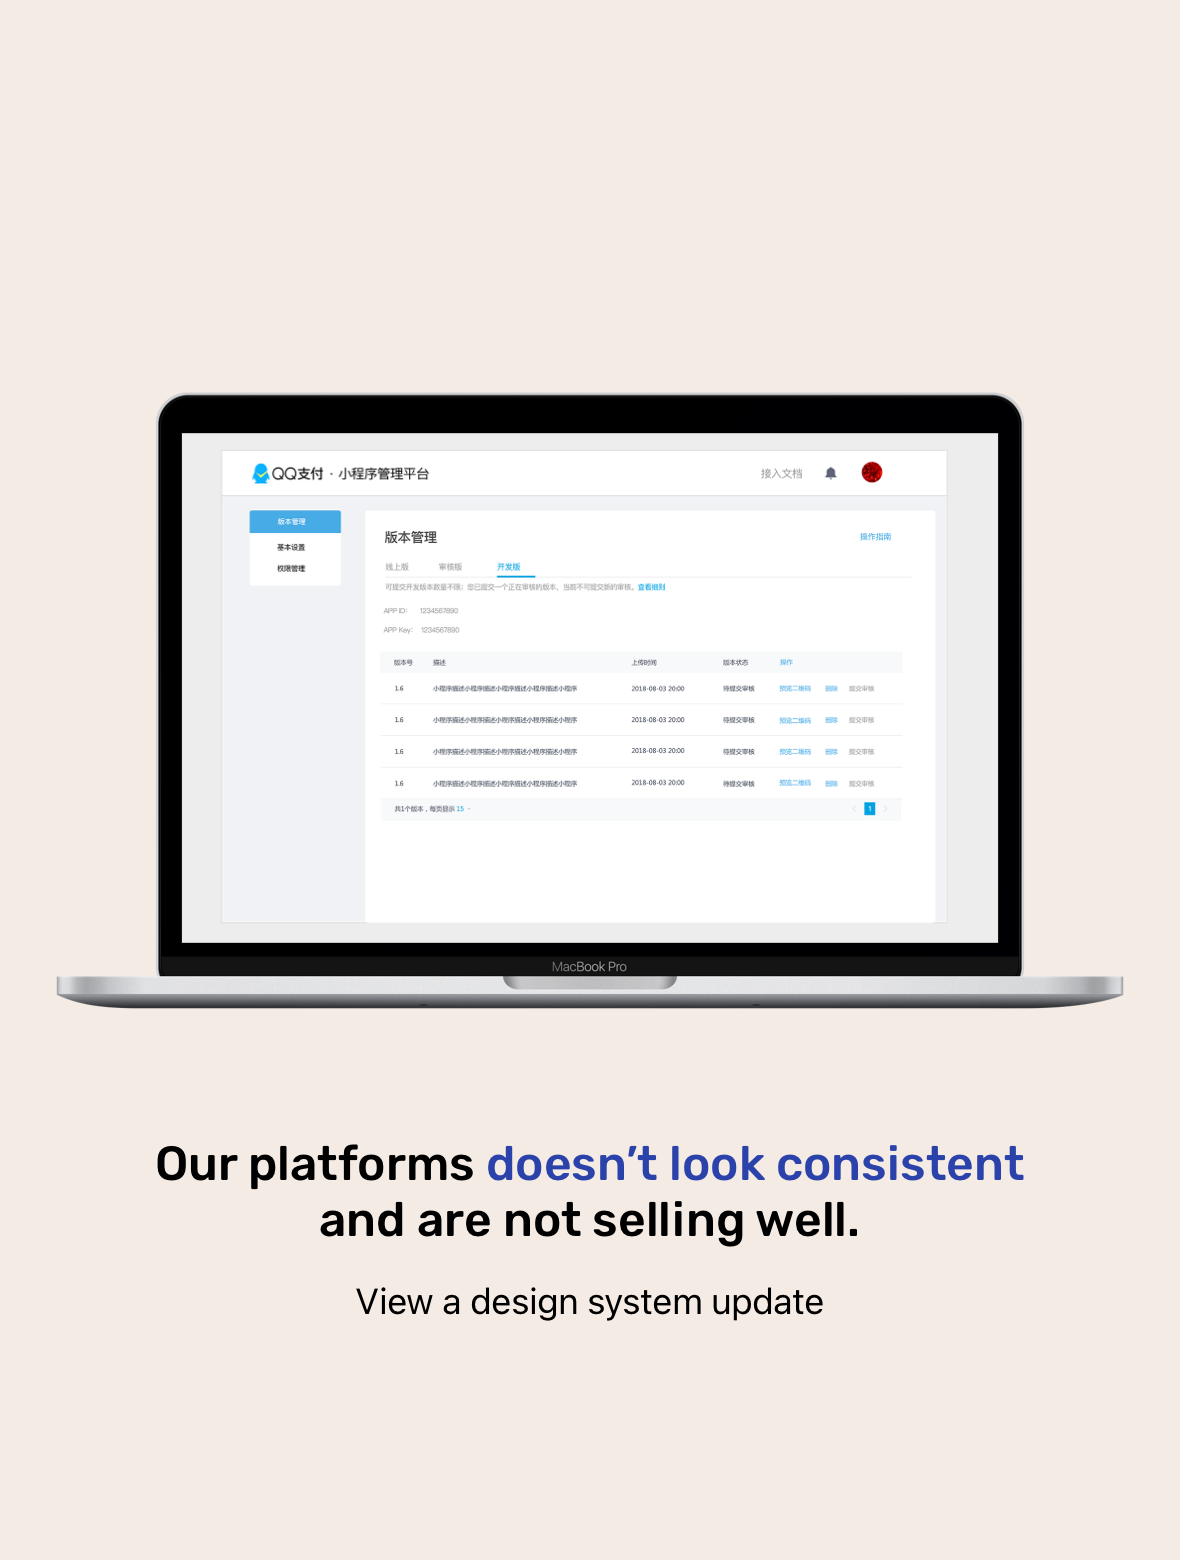 QQ支付 · 小程序管理平台
接入文档
版本管理
基本设置
权限管理
版本管理
操作指南
线上版 审核版 开发版
可提交开发版本数量不限；您已提交一个正在审核的版本，当前不可提交新的审核。查看细则
APP ID： 1234567890
APP Key： 1234567890
版本号 描述 上传时间 版本状态 操作
1.6 小程序描述小程序描述小程序描述小程序描述小程序 2018-08-03 20:00 待提交审核 预览二维码 删除 提交审核
1.6 小程序描述小程序描述小程序描述小程序描述小程序 2018-08-03 20:00 待提交审核 预览二维码 删除 提交审核
1.6 小程序描述小程序描述小程序描述小程序描述小程序 2018-08-03 20:00 待提交审核 预览二维码 删除 提交审核
1.6 小程序描述小程序描述小程序描述小程序描述小程序 2018-08-03 20:00 待提交审核 预览二维码 删除 提交审核
共1个版本，每页显示 15
1
MacBook Pro
Our platforms doesn’t look consistent
and are not selling well.
View a design system update